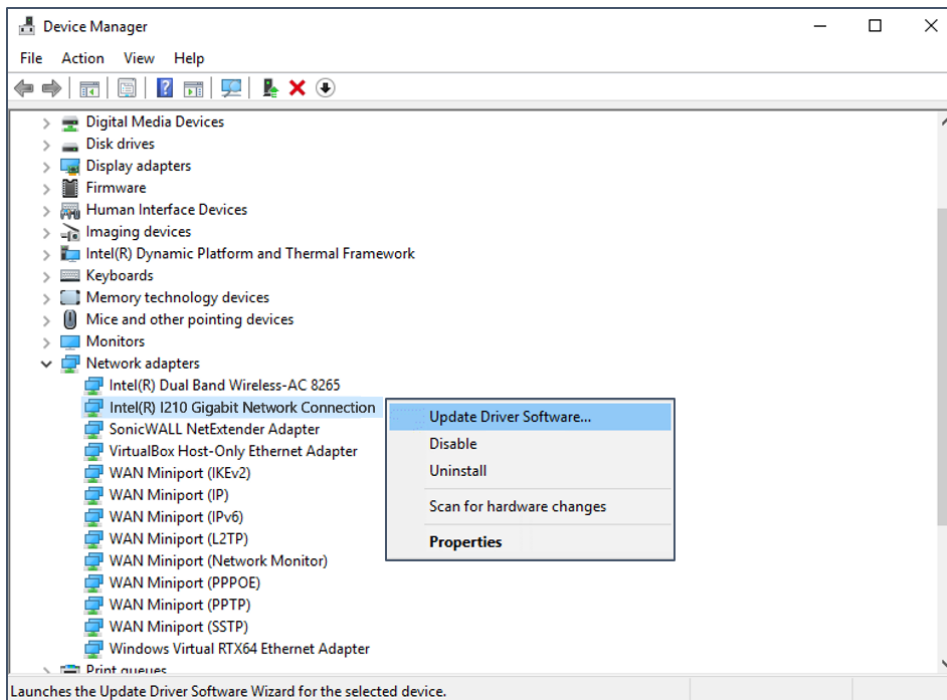 Device Manager
File Action View Help
Digital Media Devices
Disk drives
Display adapters
Firmware
Human Interface Devices
Imaging devices
Intel(R) Dynamic Platform and Thermal Framework
Keyboards
Memory technology devices
Mice and other pointing devices
Monitors
Network adapters
Intel(R) Dual Band Wireless-AC 8265
Intel(R) I210 Gigabit Network Connection
SonicWALL NetExtender Adapter
VirtualBox Host-Only Ethernet Adapter
WAN Miniport (IKEv2)
WAN Miniport (IP)
WAN Miniport (IPv6)
WAN Miniport (L2TP)
WAN Miniport (Network Monitor)
WAN Miniport (PPPOE)
WAN Miniport (PPTP)
WAN Miniport (SSTP)
Windows Virtual RTX64 Ethernet Adapter
Print queues
Update Driver Software...
Disable
Uninstall
Scan for hardware changes
Properties
Launches the Update Driver Software Wizard for the selected device.